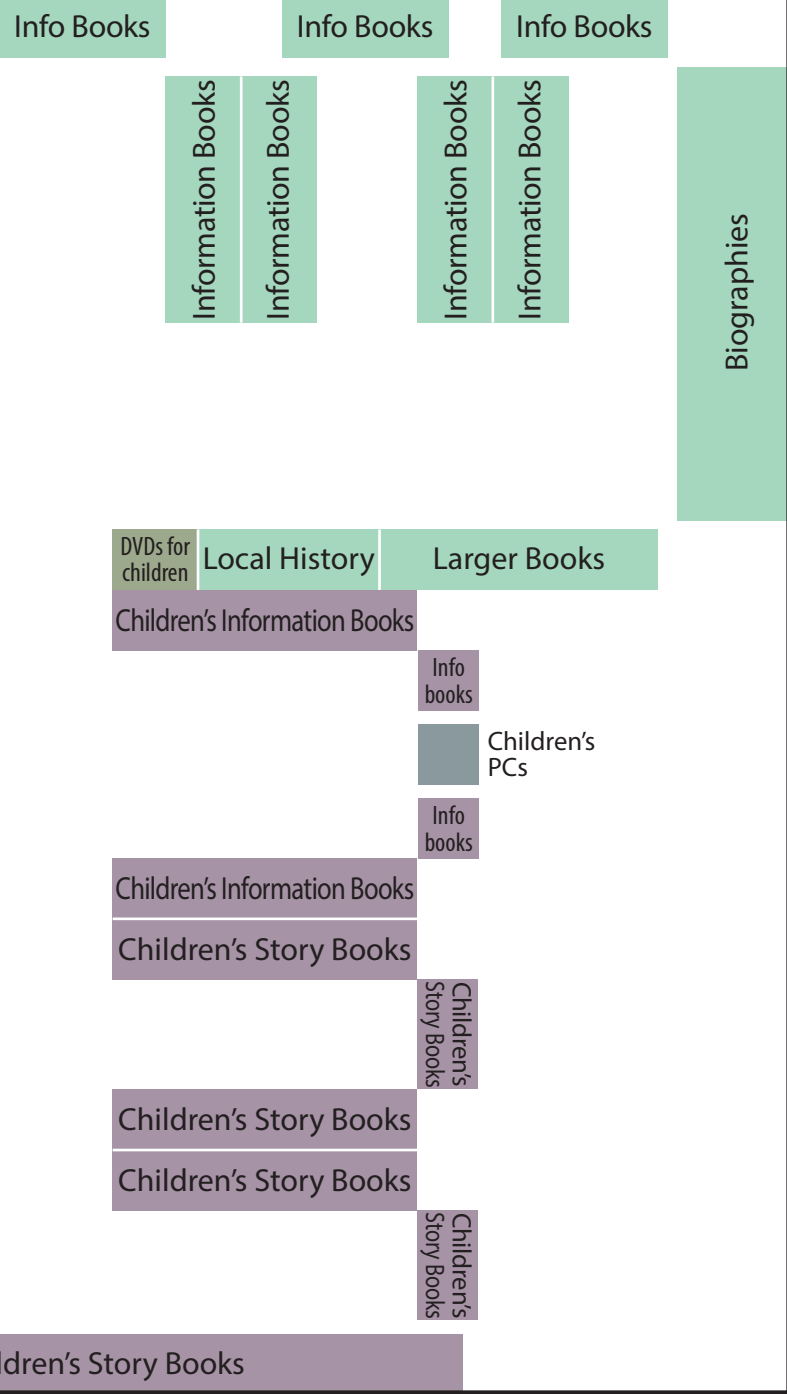 Info Books
Info Books
Info Books
Information Books
Information Books
Information Books
Information Books
Biographies
DVDs for
children
Local History
Larger Books
Children's Information Books
Info
books
Children's
PCs
Info
books
Children's Information Books
Children's Story Books
Children's
Story Books
Children's Story Books
Children's Story Books
Children's
Story Books
ldren's Story Books